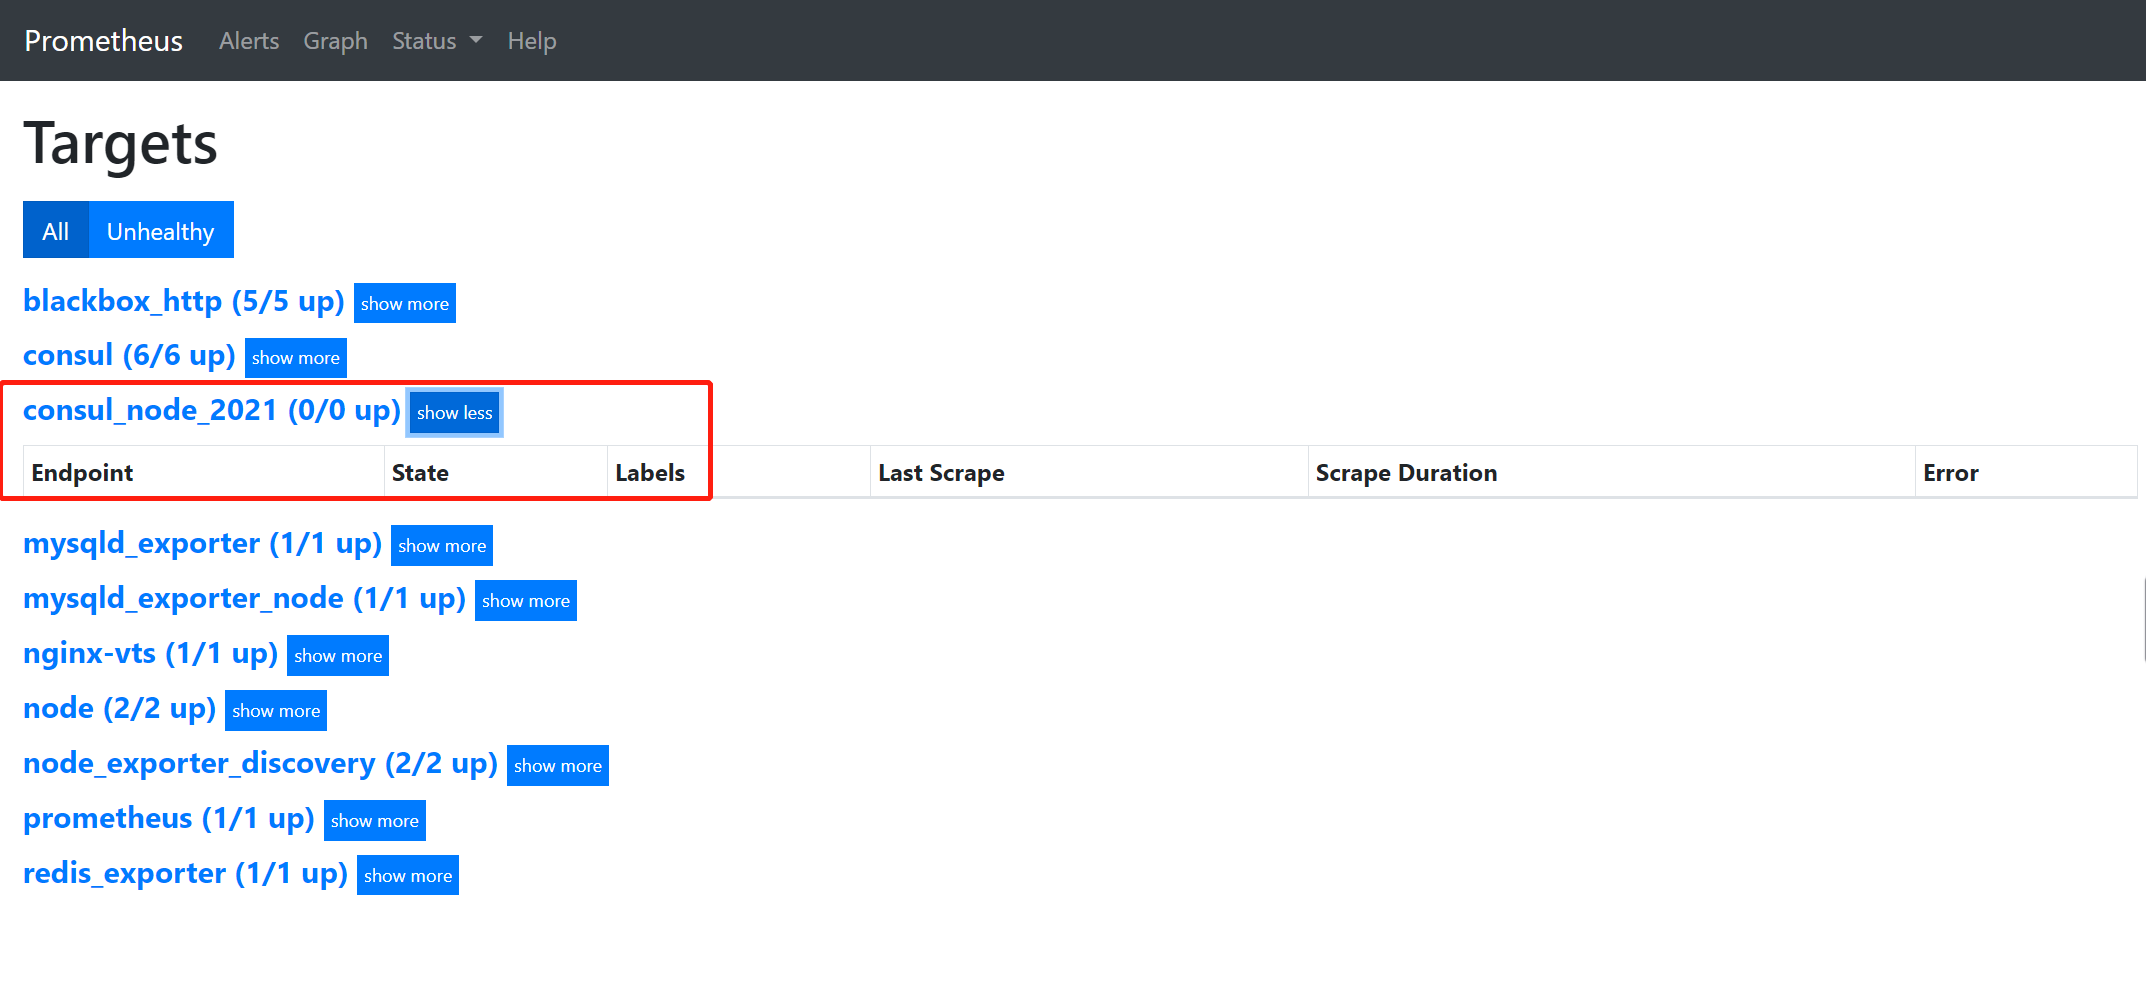 Prometheus Alerts Graph Status Help
Targets
All Unhealthy
blackbox_http (5/5 up) show more
consul (6/6 up) show more
consul_node_2021 (0/0 up) show less
Endpoint State Labels Last Scrape Scrape Duration Error
mysqld_exporter (1/1 up) show more
mysqld_exporter_node (1/1 up) show more
nginx-vts (1/1 up) show more
node (2/2 up) show more
node_exporter_discovery (2/2 up) show more
prometheus (1/1 up) show more
redis_exporter (1/1 up) show more